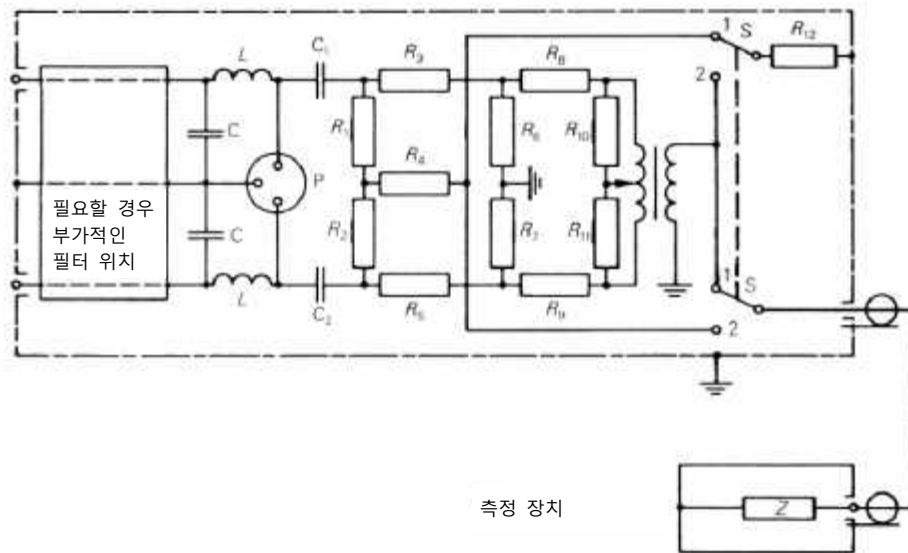 1 S R₁₂
L C₁ R₃ R₈
2
C R₁ R₆ R₁₀
R₄
P
필요할 경우
부가적인
필터 위치
C R₂ R₇ R₁₁
1 S
L C₂ R₅ R₉
2
측정 장치
Z